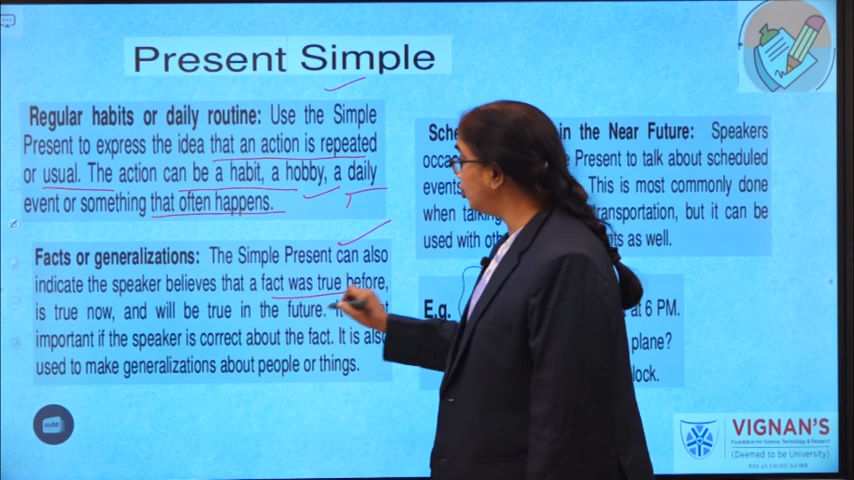 Present Simple
Regular habits or daily routine: Use the Simple
Present to express the idea that an action is repeated
or usual. The action can be a habit, a hobby, a daily
event or something that often happens.
Facts or generalizations: The Simple Present can also
indicate the speaker believes that a fact was true before,
is true now, and will be true in the future.
important if the speaker is correct about the fact. It is also
used to make generalizations about people or things.
in the Near Future: Speakers
Present to talk about scheduled
events This is most commonly done
when transportation, but it can be
used with as well.
E.g. at 6 PM.
plane?
VIGNAN'S
Foundation for Science, Technology & Research
(Deemed to be University)